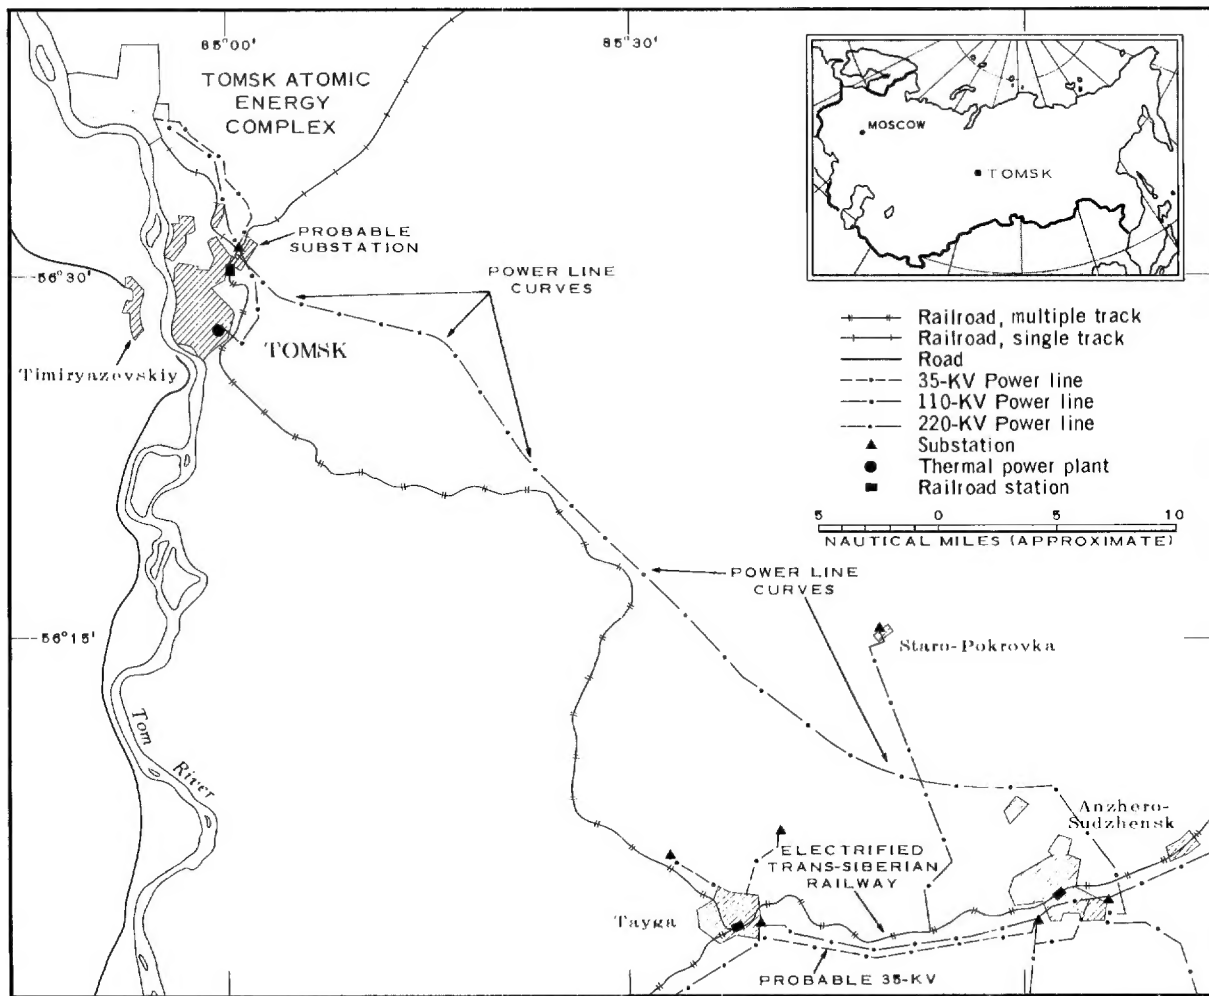 85°00'
85°30'
TOMSK ATOMIC
ENERGY
COMPLEX
MOSCOW
TOMSK
PROBABLE
SUBSTATION
56°30'
POWER LINE
CURVES
TOMSK
Timiryazevskiy
Railroad, multiple track
Railroad, single track
Road
35-KV Power line
110-KV Power line
220-KV Power line
Substation
Thermal power plant
Railroad station
5 0 5 10
NAUTICAL MILES (APPROXIMATE)
POWER LINE
CURVES
56°15'
Staro-Pokrovka
Tom
River
Anzhero-
Sudzhensk
ELECTRIFIED
TRANS-SIBERIAN
RAILWAY
Tayga
PROBABLE 35-KV